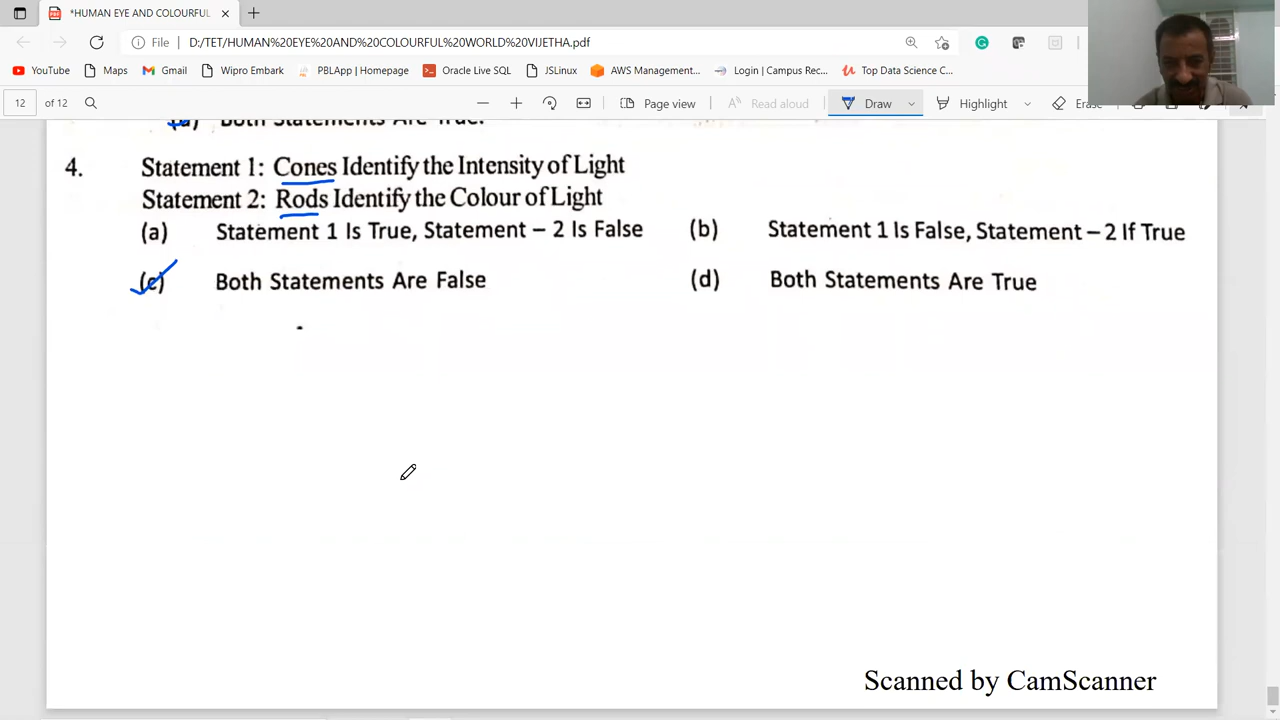 *HUMAN EYE AND COLOURFUL
File D:/TET/HUMAN%20EYE%20AND%20COLOURFUL%20WORLD%20-%20VIJETHA.pdf
YouTube Maps Gmail Wipro Embark PBLApp | Homepage Oracle Live SQL JSLinux AWS Management... Login | Campus Rec... Top Data Science C...
12 of 12 Page view Read aloud Draw Highlight Erase
(d) Both Statements Are True.
4. Statement 1: Cones Identify the Intensity of Light
Statement 2: Rods Identify the Colour of Light
(a) Statement 1 Is True, Statement – 2 Is False (b) Statement 1 Is False, Statement – 2 If True
(c) Both Statements Are False (d) Both Statements Are True
Scanned by CamScanner